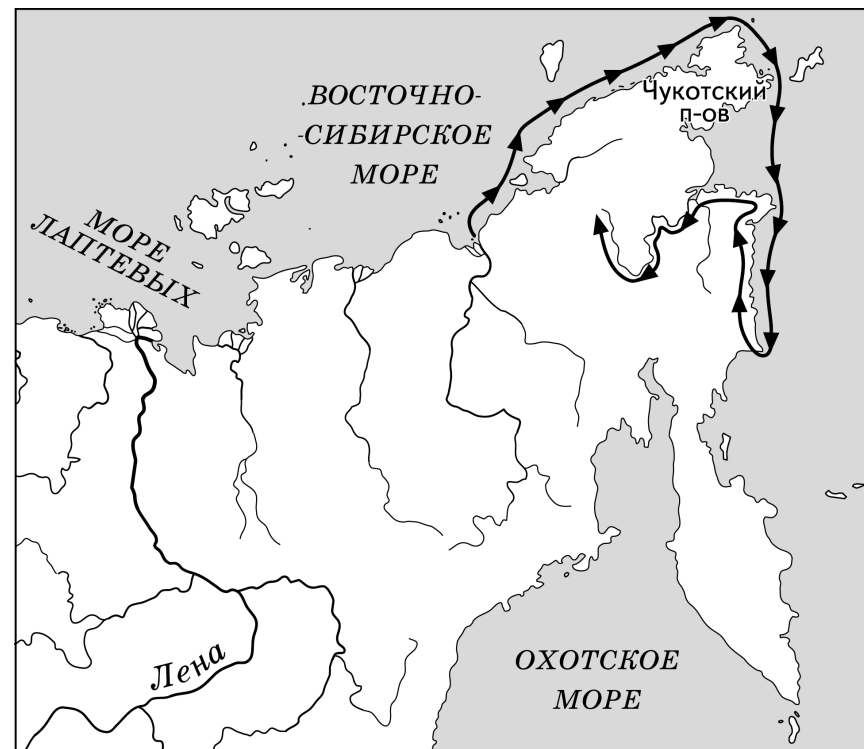 ВОСТОЧНО-
-СИБИРСКОЕ
МОРЕ
Чукотский
п-ов
МОРЕ
ЛАПТЕВЫХ
Лена
ОХОТСКОЕ
МОРЕ